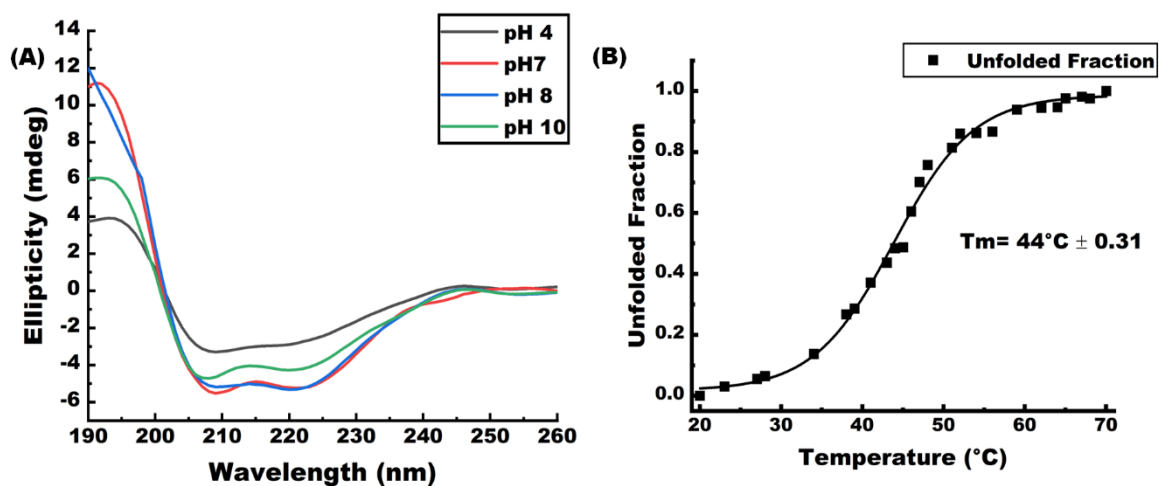 (A)
14
12
10
8
6
4
2
0
-2
-4
-6
Ellipticity (mdeg)
pH 4
pH7
pH 8
pH 10
190 200 210 220 230 240 250 260
Wavelength (nm)
(B)
Unfolded Fraction
1.0
0.8
0.6
0.4
0.2
0.0
Unfolded Fraction
Tm= 44°C ± 0.31
20 30 40 50 60 70
Temperature (°C)